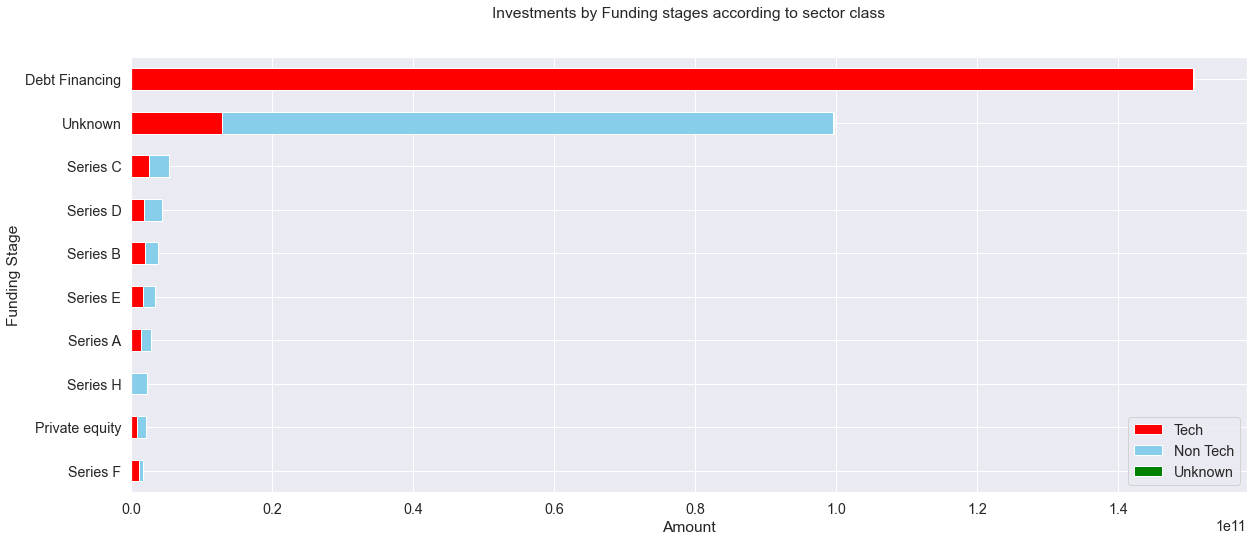 Investments by Funding stages according to sector class
Debt Financing
Unknown
Series C
Series D
Series B
Series E
Series A
Series H
Private equity
Series F
Funding Stage
Tech
Non Tech
Unknown
0.0 0.2 0.4 0.6 0.8 1.0 1.2 1.4
1e11
Amount